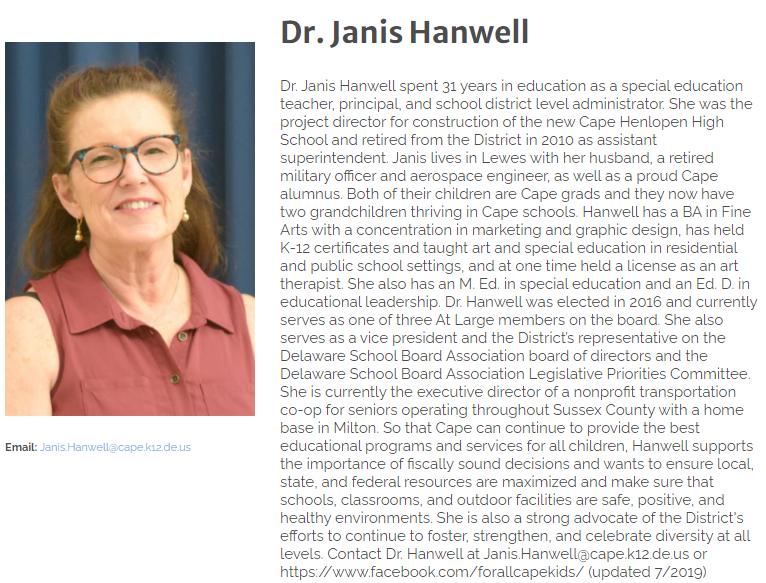 Dr. Janis Hanwell
Dr. Janis Hanwell spent 31 years in education as a special education
teacher, principal, and school district level administrator. She was the
project director for construction of the new Cape Henlopen High
School and retired from the District in 2010 as assistant
superintendent. Janis lives in Lewes with her husband, a retired
military officer and aerospace engineer, as well as a proud Cape
alumnus. Both of their children are Cape grads and they now have
two grandchildren thriving in Cape schools. Hanwell has a BA in Fine
Arts with a concentration in marketing and graphic design, has held
K-12 certificates and taught art and special education in residential
and public school settings, and at one time held a license as an art
therapist. She also has an M. Ed. in special education and an Ed. D. in
educational leadership. Dr. Hanwell was elected in 2016 and currently
serves as one of three At Large members on the board. She also
serves as a vice president and the District's representative on the
Delaware School Board Association board of directors and the
Delaware School Board Association Legislative Priorities Committee.
She is currently the executive director of a nonprofit transportation
co-op for seniors operating throughout Sussex County with a home
base in Milton. So that Cape can continue to provide the best
educational programs and services for all children, Hanwell supports
the importance of fiscally sound decisions and wants to ensure local,
state, and federal resources are maximized and make sure that
schools, classrooms, and outdoor facilities are safe, positive, and
healthy environments. She is also a strong advocate of the District's
efforts to continue to foster, strengthen, and celebrate diversity at all
levels. Contact Dr. Hanwell at Janis.Hanwell@cape.k12.de.us or
https://www.facebook.com/forallcapekids/ (updated 7/2019)
Email: Janis.Hanwell@cape.k12.de.us